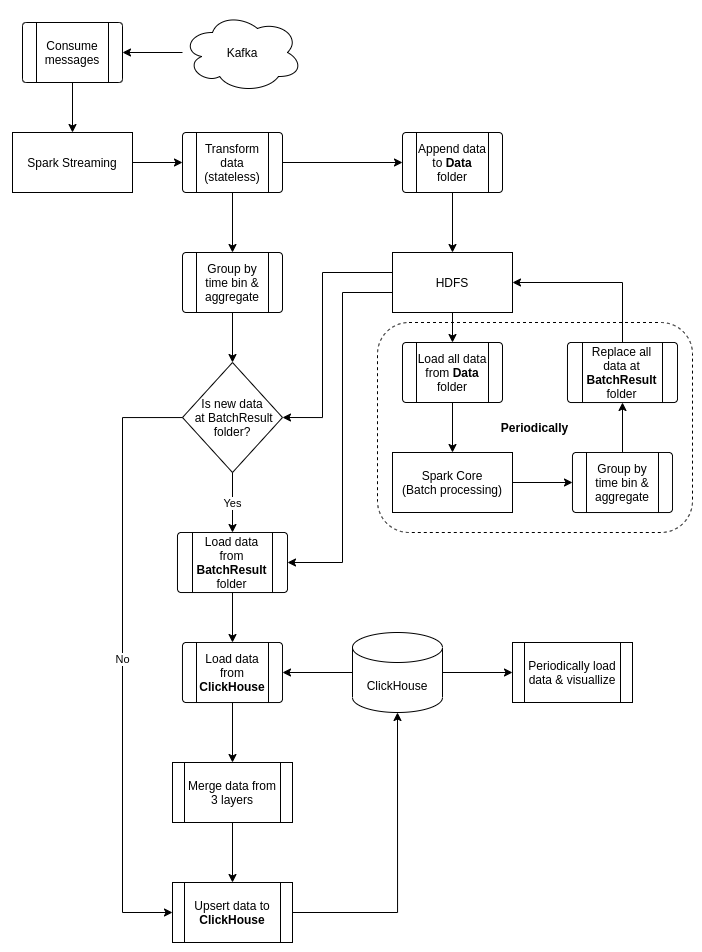 Consume
messages
Kafka
Spark Streaming
Transform
data
(stateless)
Append data
to Data
folder
Group by
time bin &
aggregate
HDFS
Load all data
from Data
folder
Replace all
data at
BatchResult
folder
Is new data
at BatchResult
folder?
Periodically
Spark Core
(Batch processing)
Group by
time bin &
aggregate
Yes
Load data
from
BatchResult
folder
No
Load data
from
ClickHouse
ClickHouse
Periodically load
data & visuallize
Merge data from
3 layers
Upsert data to
ClickHouse